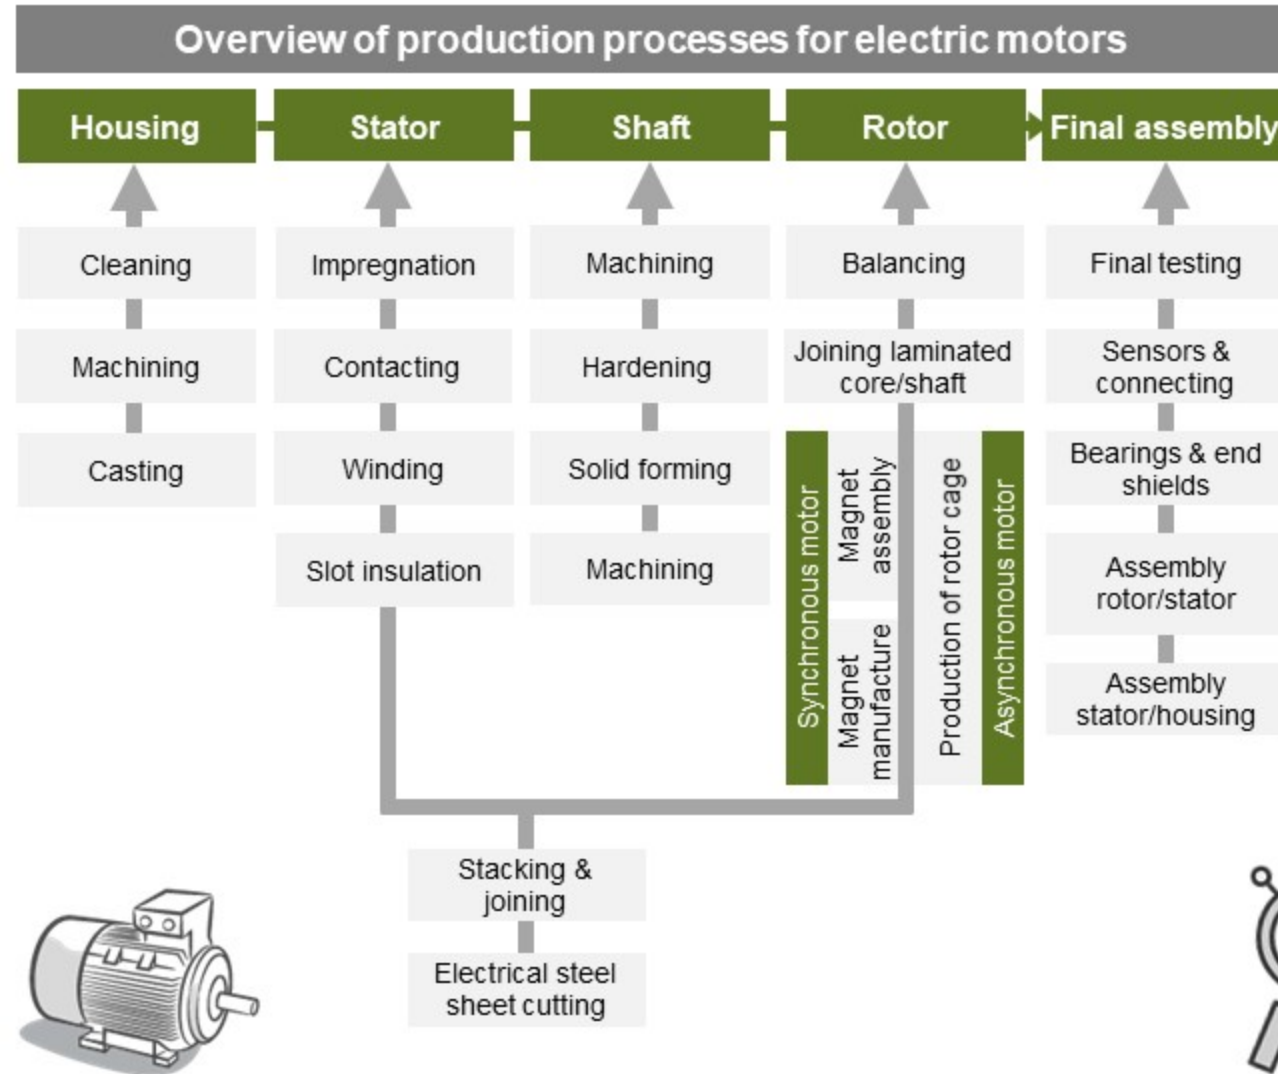 Overview of production processes for electric motors
Housing
Stator
Shaft
Rotor
Final assembly
Cleaning
Machining
Casting
Impregnation
Contacting
Winding
Slot insulation
Machining
Hardening
Solid forming
Machining
Balancing
Joining laminated
core/shaft
Synchronous motor
Magnet
assembly
Magnet
manufacture
Production of rotor cage
Asynchronous motor
Final testing
Sensors &
connecting
Bearings & end
shields
Assembly
rotor/stator
Assembly
stator/housing
Stacking &
joining
Electrical steel
sheet cutting